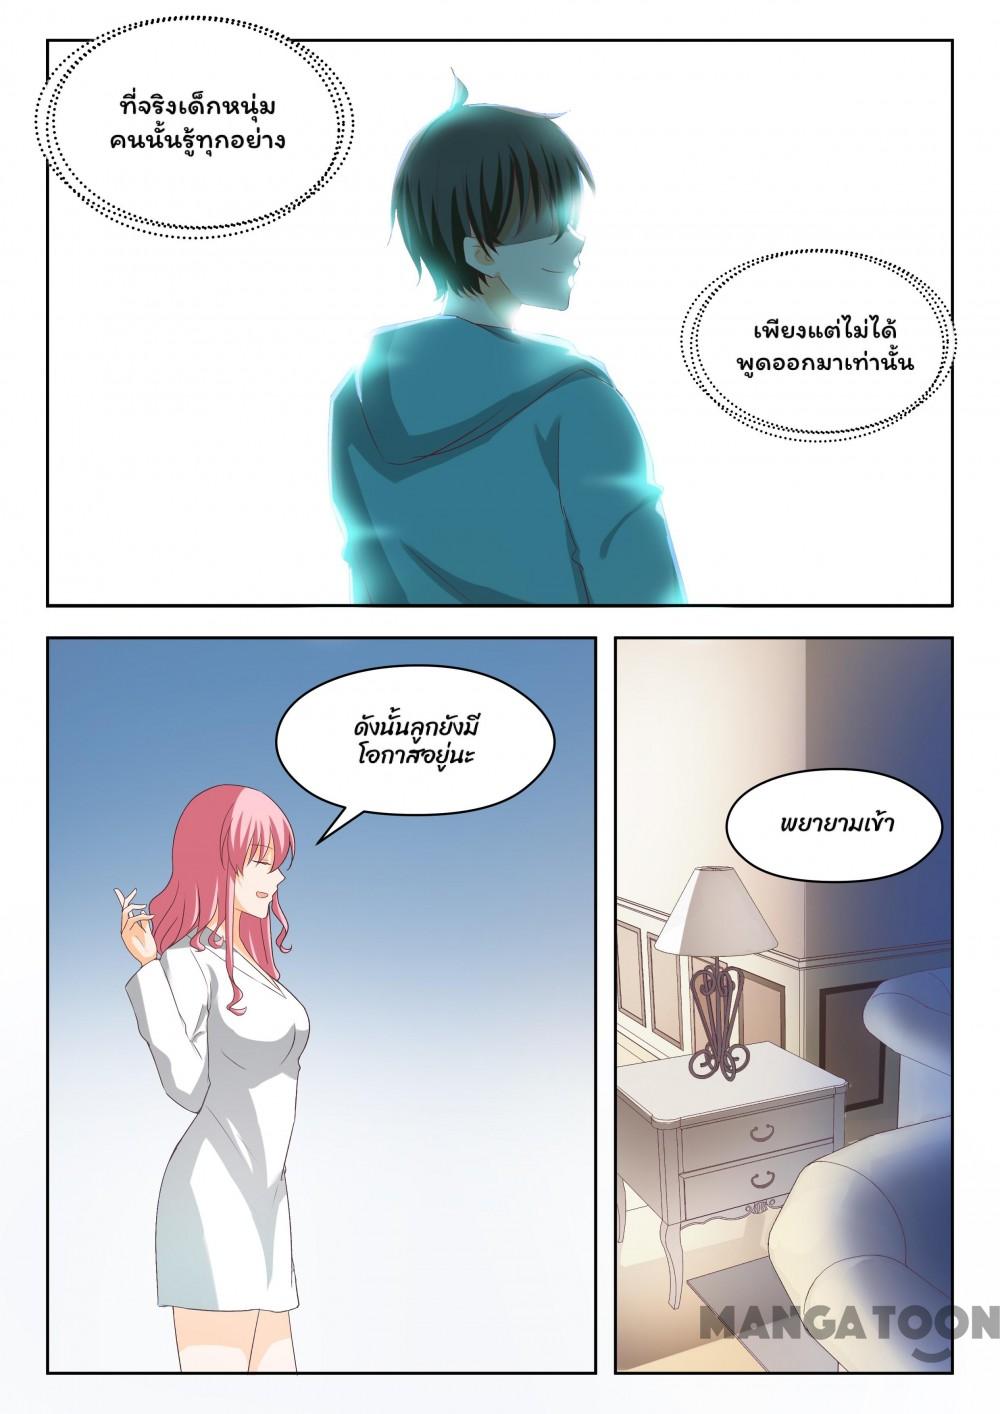 ที่จริงเด็กหนุ่ม
คนนั้นรู้ทุกอย่าง
เพียงแต่ไม่ได้
พูดออกมาเท่านั้น
ดังนั้นลูกยังมี
โอกาสอยู่นะ
พยายามเข้า
MANGATOON